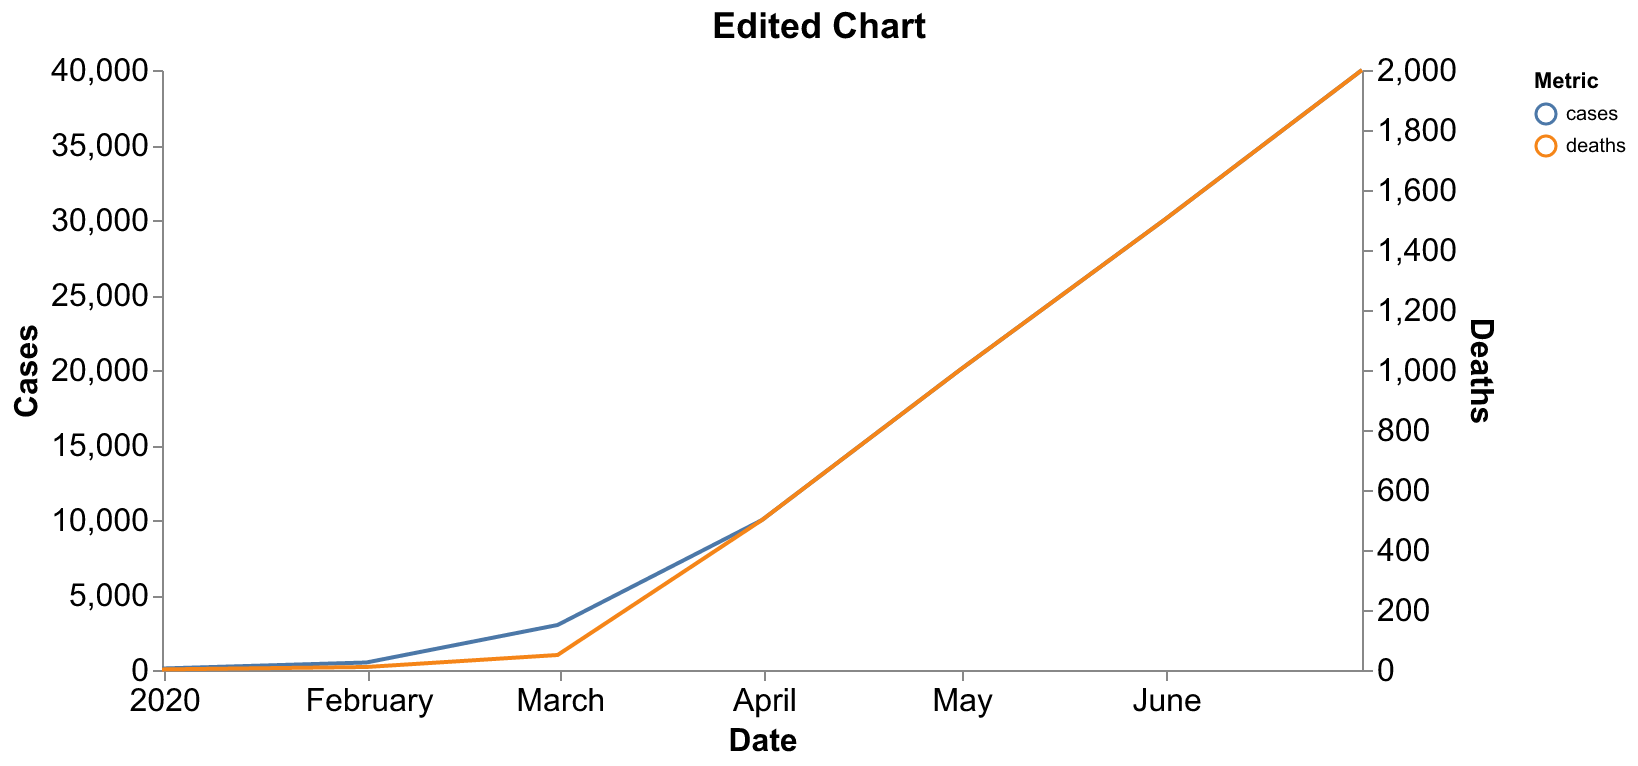 Edited Chart
40,000
35,000
30,000
25,000
20,000
15,000
10,000
5,000
0
Cases
2020
February
March
April
May
June
Date
2,000
1,800
1,600
1,400
1,200
1,000
800
600
400
200
0
Deaths
Metric
cases
deaths